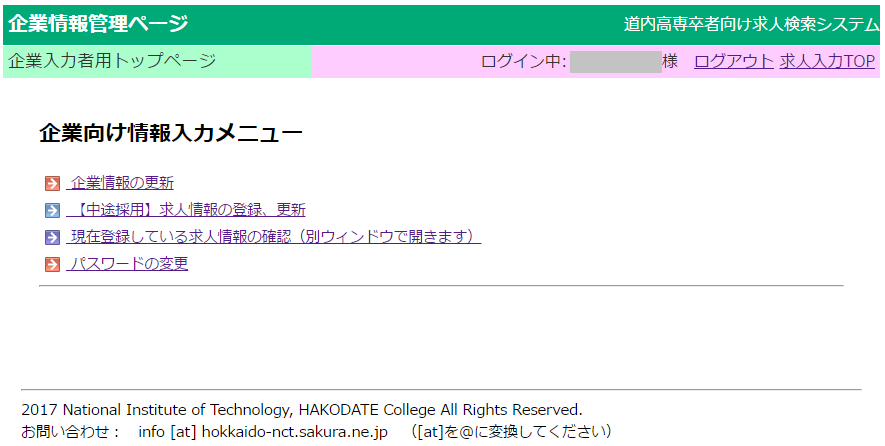 企業情報管理ページ 道内高専卒者向け求人検索システム
企業入力者用トップページ ログイン中: 様 ログアウト 求人入力TOP
企業向け情報入力メニュー
企業情報の更新
【中途採用】求人情報の登録、更新
現在登録している求人情報の確認（別ウィンドウで開きます）
パスワードの変更
2017 National Institute of Technology, HAKODATE College All Rights Reserved.
お問い合わせ： info [at] hokkaido-nct.sakura.ne.jp （[at]を@に変換してください）